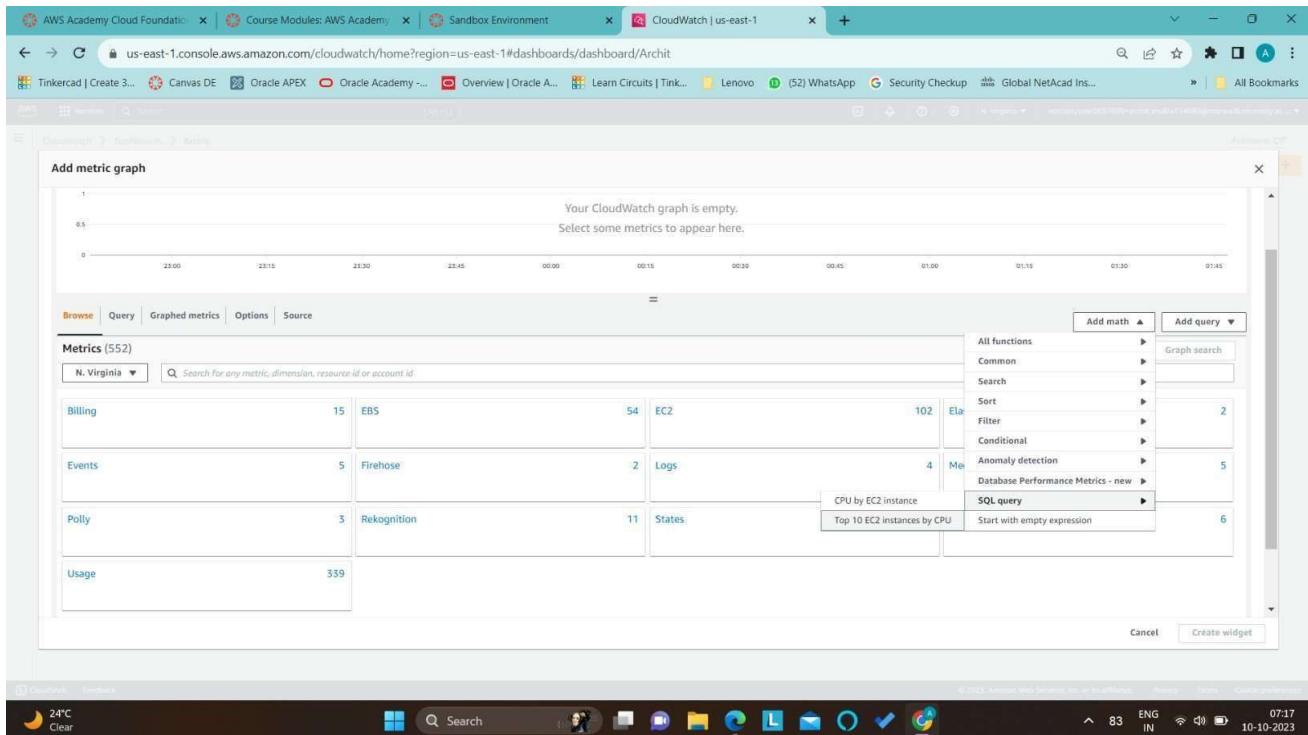 AWS Academy Cloud Foundatio
Course Modules: AWS Academy
Sandbox Environment
CloudWatch | us-east-1
us-east-1.console.aws.amazon.com/cloudwatch/home?region=us-east-1#dashboards/dashboard/Archit
A
Tinkercad | Create 3...
Canvas DE
Oracle APEX
Oracle Academy -...
Overview | Oracle A...
Learn Circuits | Tink...
Lenovo
(52) WhatsApp
Security Checkup
Global NetAcad Ins...
»
All Bookmarks
Add metric graph
1
Your CloudWatch graph is empty.
0.5
Select some metrics to appear here.
0
23:00 23:15 23:30 23:45 00:00 00:15 00:30 00:45 01:00 01:15 01:30 01:45
Browse Query Graphed metrics Options Source
Add math Add query
Metrics (552)
Graph search
N. Virginia
Search for any metric, dimension, resource id or account id
All functions
Common
Search
Sort
Filter
Conditional
Anomaly detection
Database Performance Metrics - new
SQL query
Start with empty expression
CPU by EC2 instance
Top 10 EC2 instances by CPU
Billing 15 EBS 54 EC2 102 Ela 2
Events 5 Firehose 2 Logs 4 Me 5
Polly 3 Rekognition 11 States 6
Usage 339
Cancel Create widget
24°C
Clear
Search
83
ENG
IN
07:17
10-10-2023